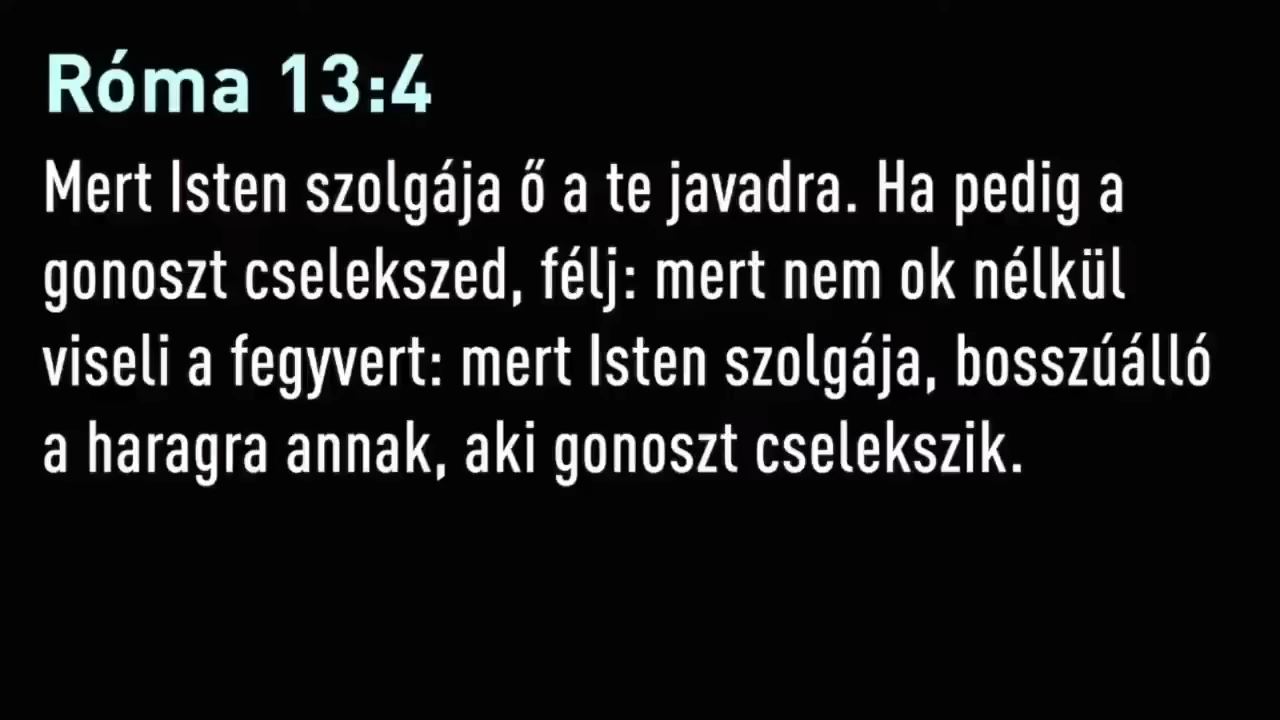 Róma 13:4
Mert Isten szolgája ő a te javadra. Ha pedig a
gonoszt cselekszed, félj: mert nem ok nélkül
viseli a fegyvert: mert Isten szolgája, bosszúálló
a haragra annak, aki gonoszt cselekszik.